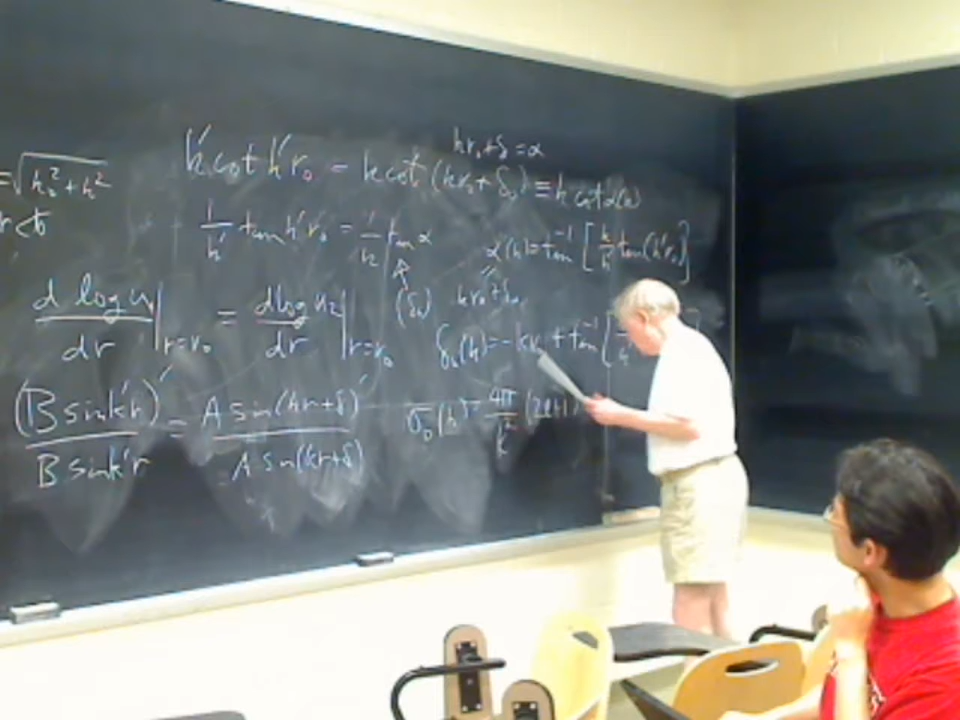 = √(k₀² + k²)
r < b
k' cot k' r₀ = k cot (kr₀ + δ₀) ≡ k cot α(k)
kr₀ + δ = α
1/k' tan k' r₀ = 1/k tan α
α(k) = tan⁻¹ [k/k' tan(k' r₀)]
(δ₀) kr₀ + δ₀
d log u₁/dr |r=r₀ = d log u₂/dr |r=r₀
δ₀(k) = -kr₀ + tan⁻¹ [
(B sin k'r)'/B sin k'r = A sin(kr+δ)'/A sin(kr+δ)
σ₀(k) = 4π/k² (2l+1)